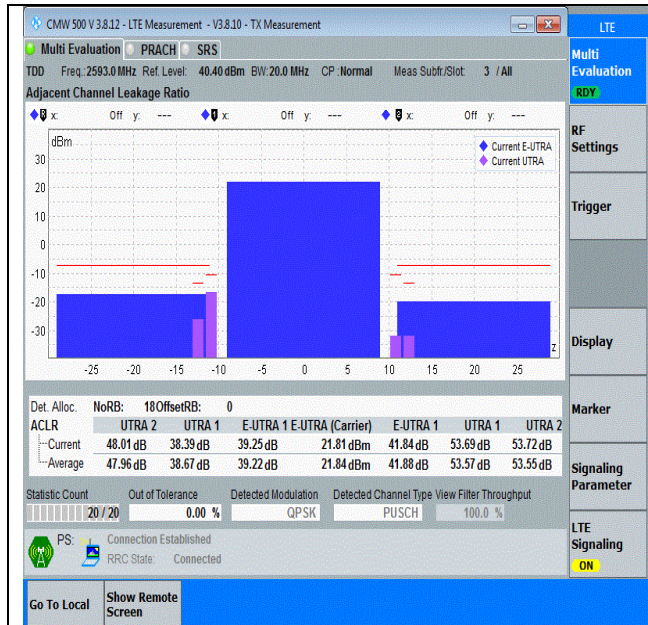 CMW 500 V 3.8.12 - LTE Measurement - V3.8.10 - TX Measurement
LTE
Multi Evaluation PRACH SRS
Multi
Evaluation
RDY
TDD Freq.:2593.0 MHz Ref. Level: 40.40 dBm BW:20.0 MHz CP :Normal Meas Subfr./Slot: 3 / All
Adjacent Channel Leakage Ratio
x: Off y: --- 1 x: Off y: --- 2 x: Off y: ---
RF
Settings
dBm
Current E-UTRA
Current UTRA
30
20
10
0
-10
-20
-30
z
-25 -20 -15 -10 -5 0 5 10 15 20 25
Trigger
Display
Det. Alloc. NoRB: 18OffsetRB: 0
ACLR UTRA 2 UTRA 1 E-UTRA 1 E-UTRA (Carrier) E-UTRA 1 UTRA 1 UTRA 2
Current 48.01 dB 38.39 dB 39.25 dB 21.81 dBm 41.84 dB 53.69 dB 53.72 dB
Average 47.96 dB 38.67 dB 39.22 dB 21.84 dBm 41.88 dB 53.57 dB 53.55 dB
Marker
Signaling
Parameter
Statistic Count Out of Tolerance Detected Modulation Detected Channel Type View Filter Throughput
20 / 20 0.00 % QPSK PUSCH 100.0 %
PS: Connection Established
RRC State: Connected
LTE
Signaling
ON
Go To Local
Show Remote
Screen